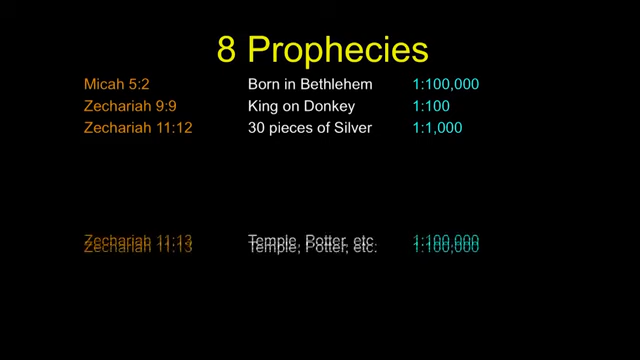 8 Prophecies
Micah 5:2 Born in Bethlehem 1:100,000
Zechariah 9:9 King on Donkey 1:100
Zechariah 11:12 30 pieces of Silver 1:1,000
Zechariah 11:13 Temple, Potter, etc. 1:100,000